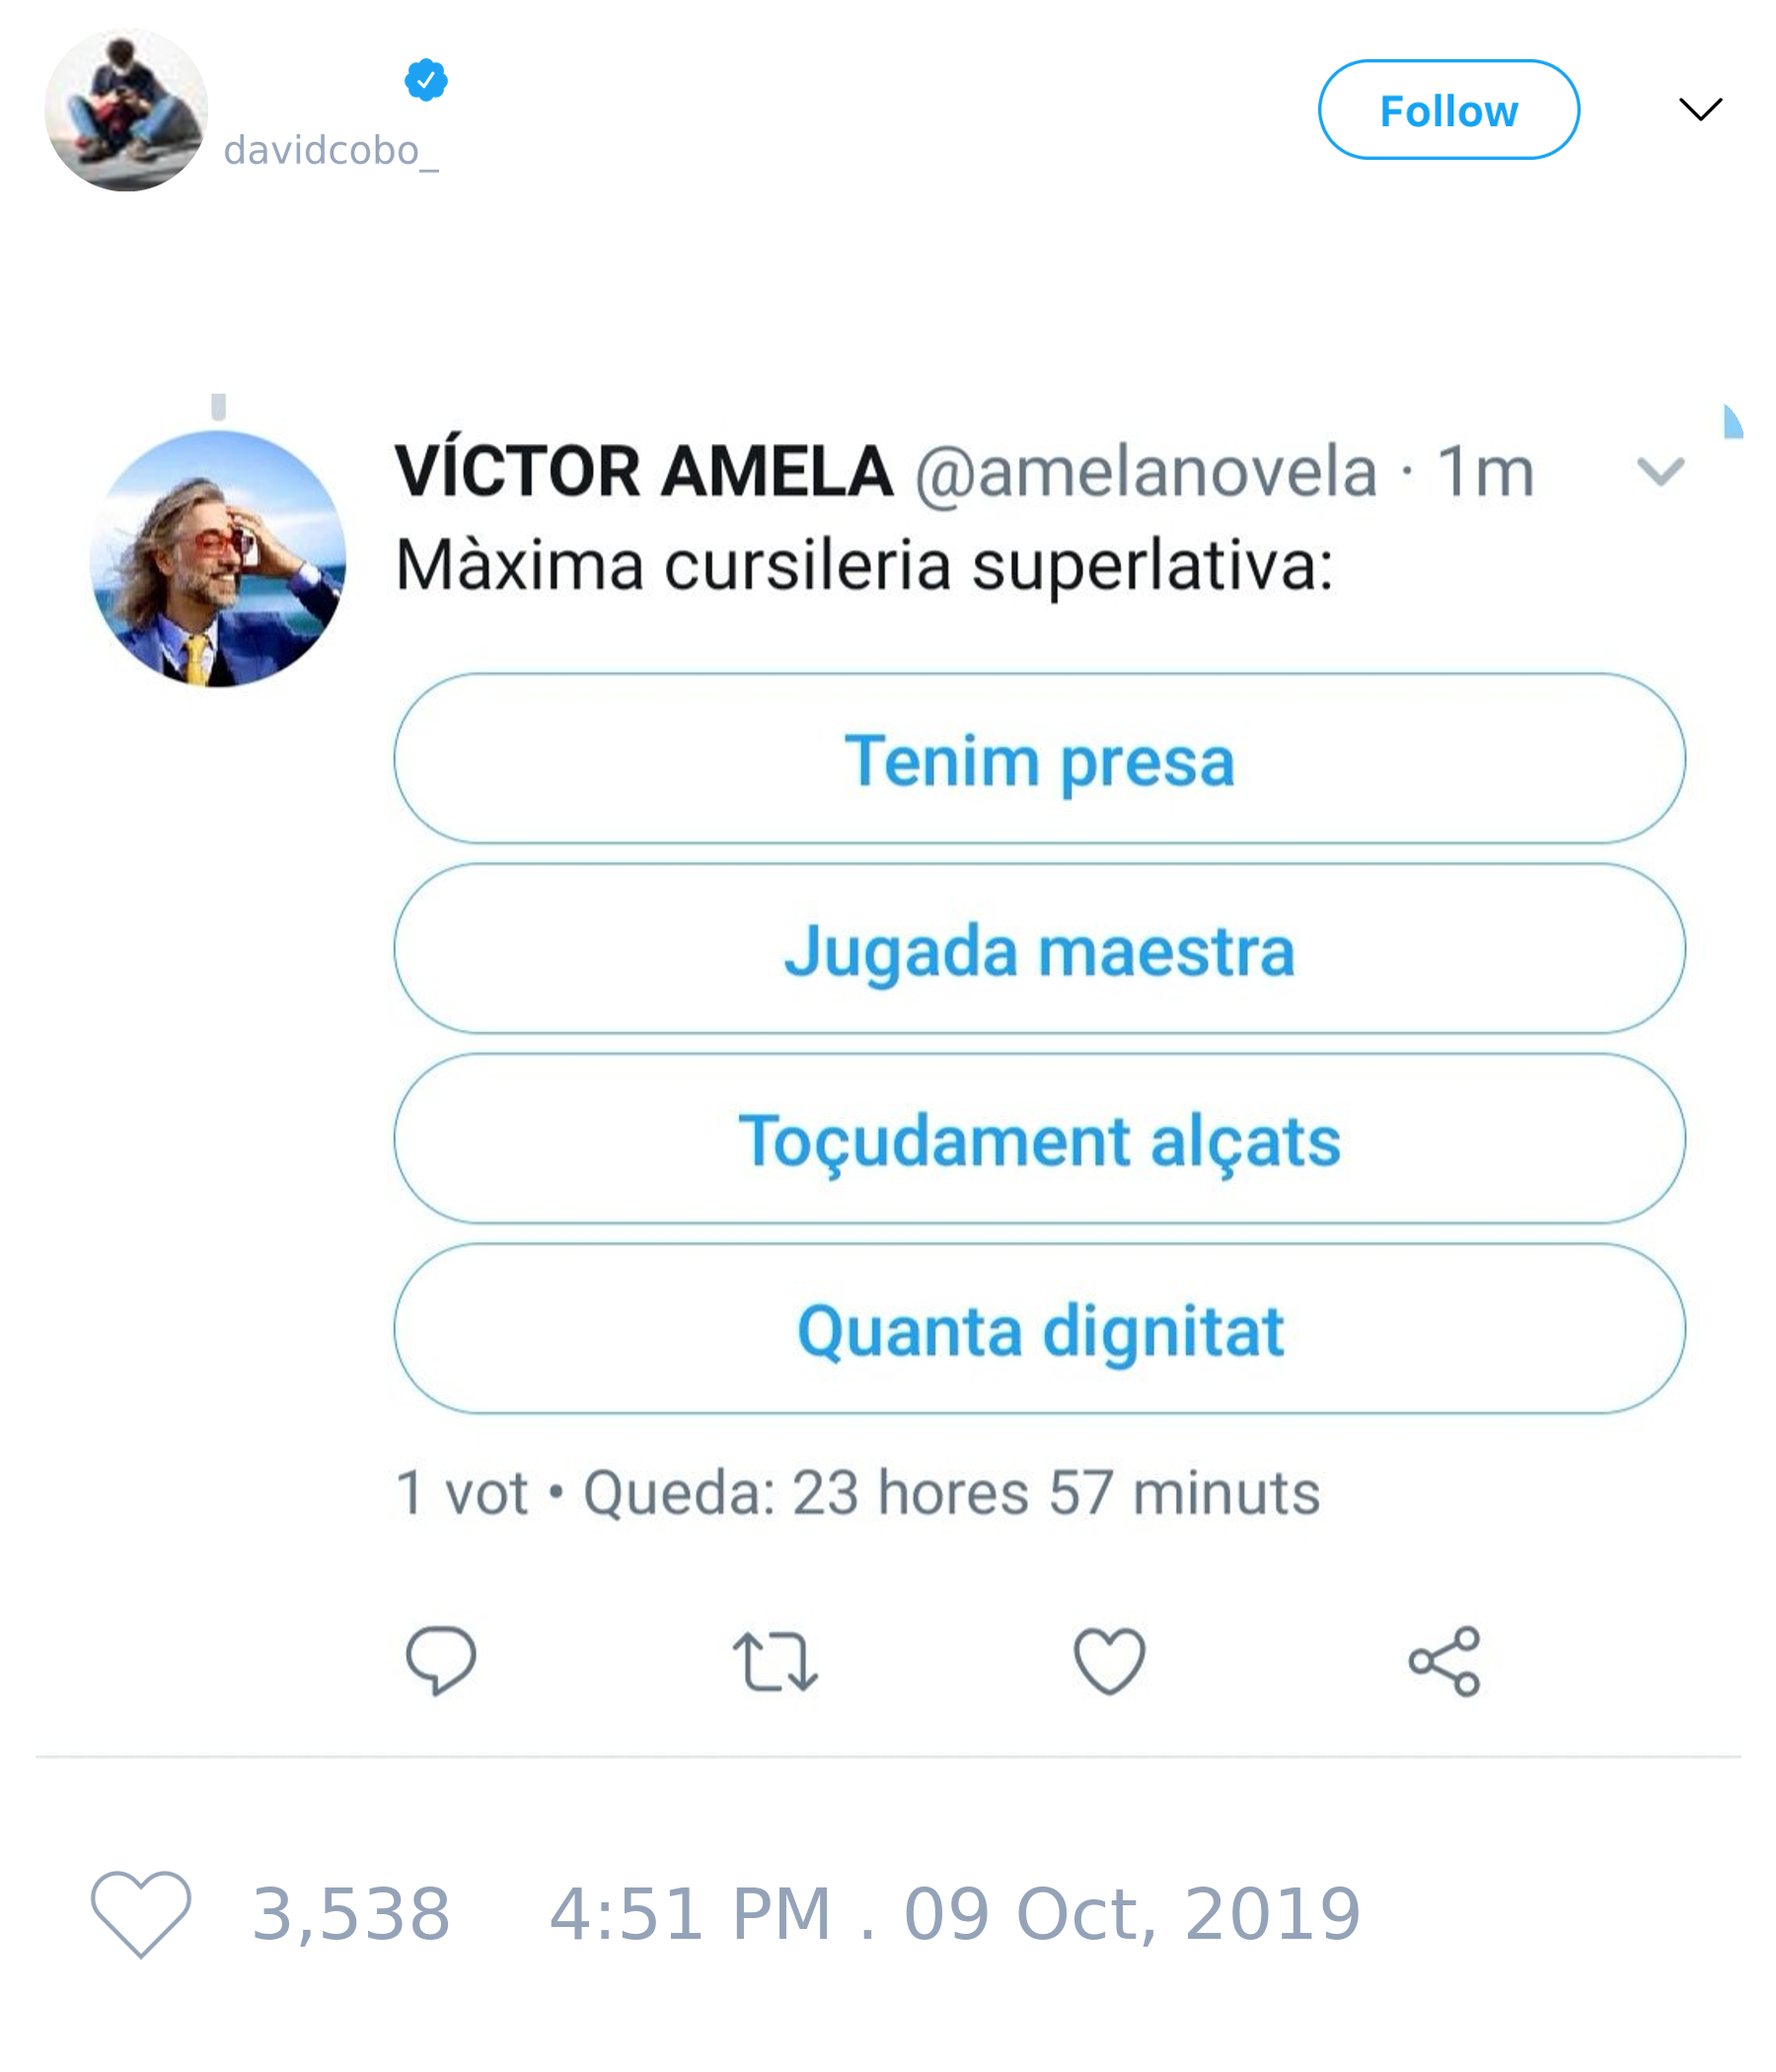 davidcobo_
Follow
VÍCTOR AMELA @amelanovela · 1m
Màxima cursileria superlativa:
Tenim presa
Jugada maestra
Toçudament alçats
Quanta dignitat
1 vot • Queda: 23 hores 57 minuts
3,538 4:51 PM . 09 Oct, 2019